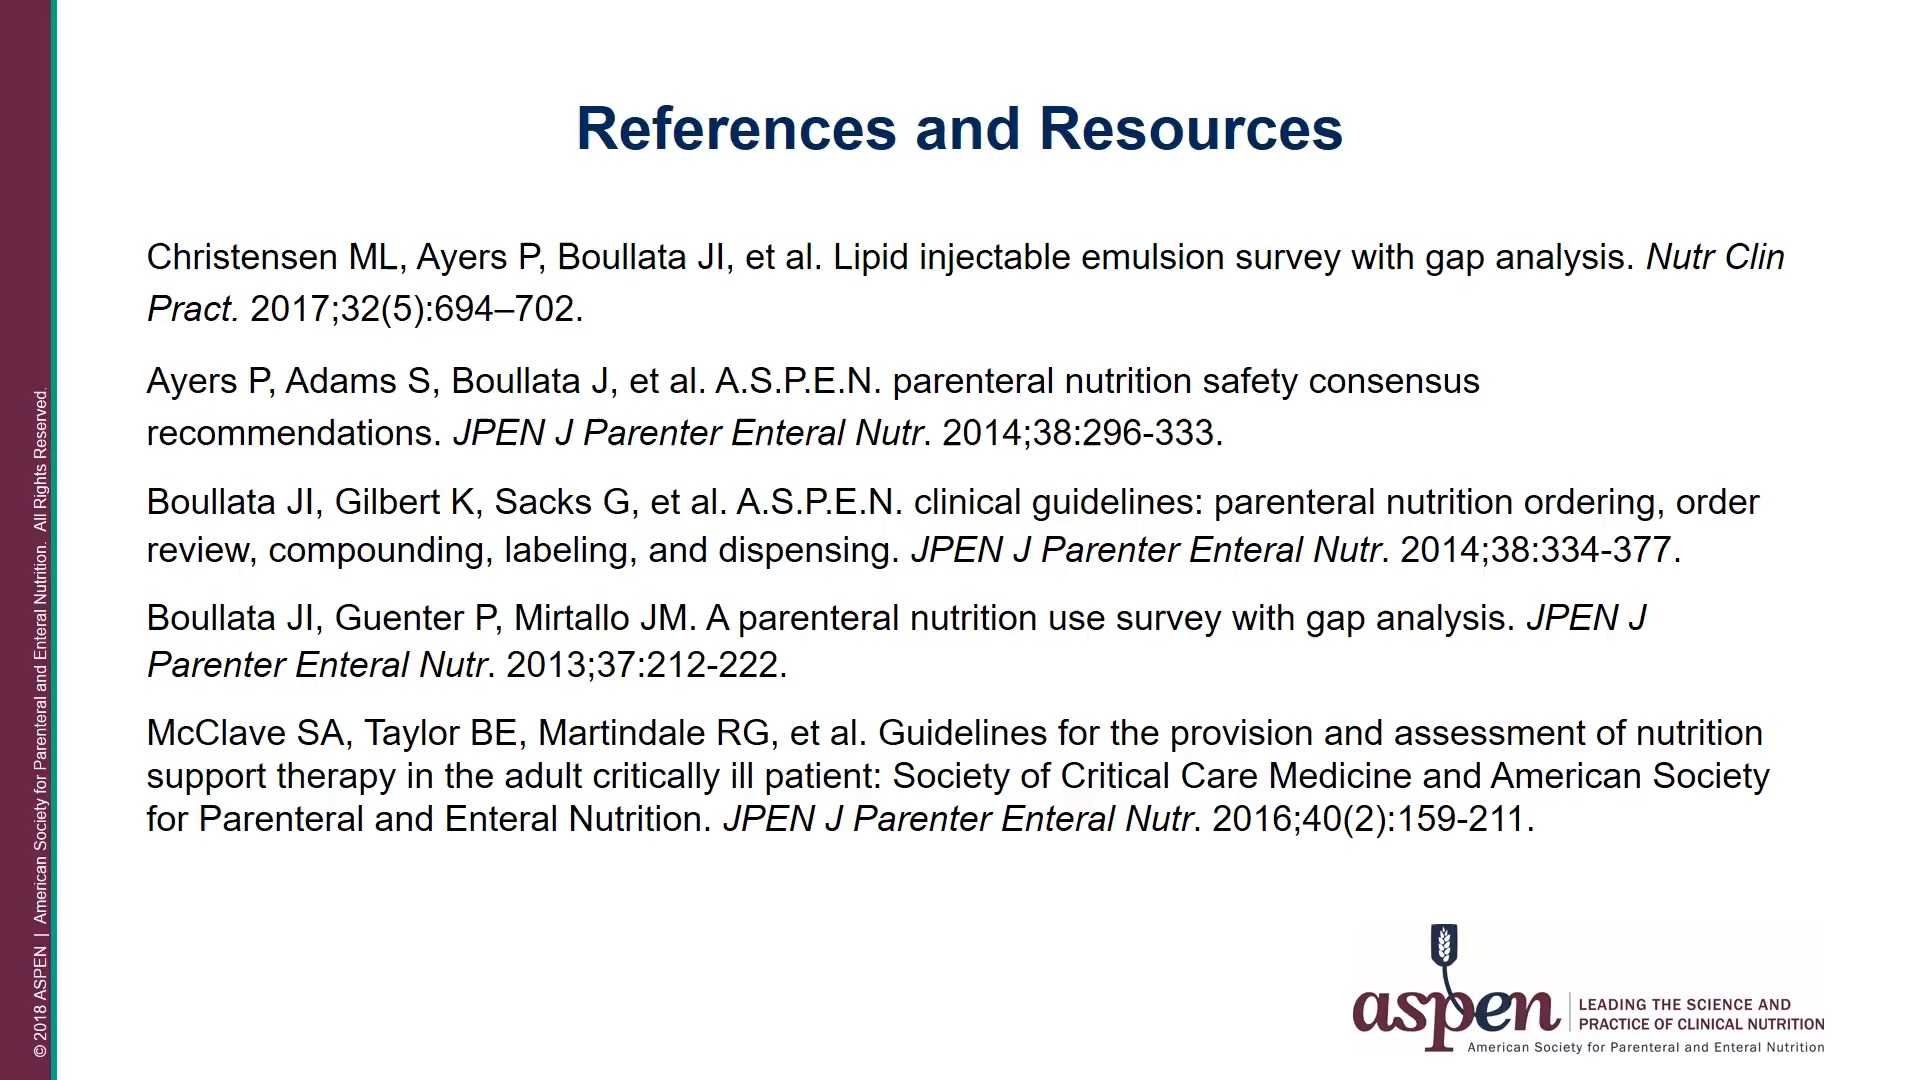 References and Resources
Christensen ML, Ayers P, Boullata JI, et al. Lipid injectable emulsion survey with gap analysis. Nutr Clin
Pract. 2017;32(5):694–702.
Ayers P, Adams S, Boullata J, et al. A.S.P.E.N. parenteral nutrition safety consensus
recommendations. JPEN J Parenter Enteral Nutr. 2014;38:296-333.
Boullata JI, Gilbert K, Sacks G, et al. A.S.P.E.N. clinical guidelines: parenteral nutrition ordering, order
review, compounding, labeling, and dispensing. JPEN J Parenter Enteral Nutr. 2014;38:334-377.
Boullata JI, Guenter P, Mirtallo JM. A parenteral nutrition use survey with gap analysis. JPEN J
Parenter Enteral Nutr. 2013;37:212-222.
McClave SA, Taylor BE, Martindale RG, et al. Guidelines for the provision and assessment of nutrition
support therapy in the adult critically ill patient: Society of Critical Care Medicine and American Society
for Parenteral and Enteral Nutrition. JPEN J Parenter Enteral Nutr. 2016;40(2):159-211.
© 2018 ASPEN | American Society for Parenteral and Enteral Nutrition. All Rights Reserved.
aspen
LEADING THE SCIENCE AND
PRACTICE OF CLINICAL NUTRITION
American Society for Parenteral and Enteral Nutrition